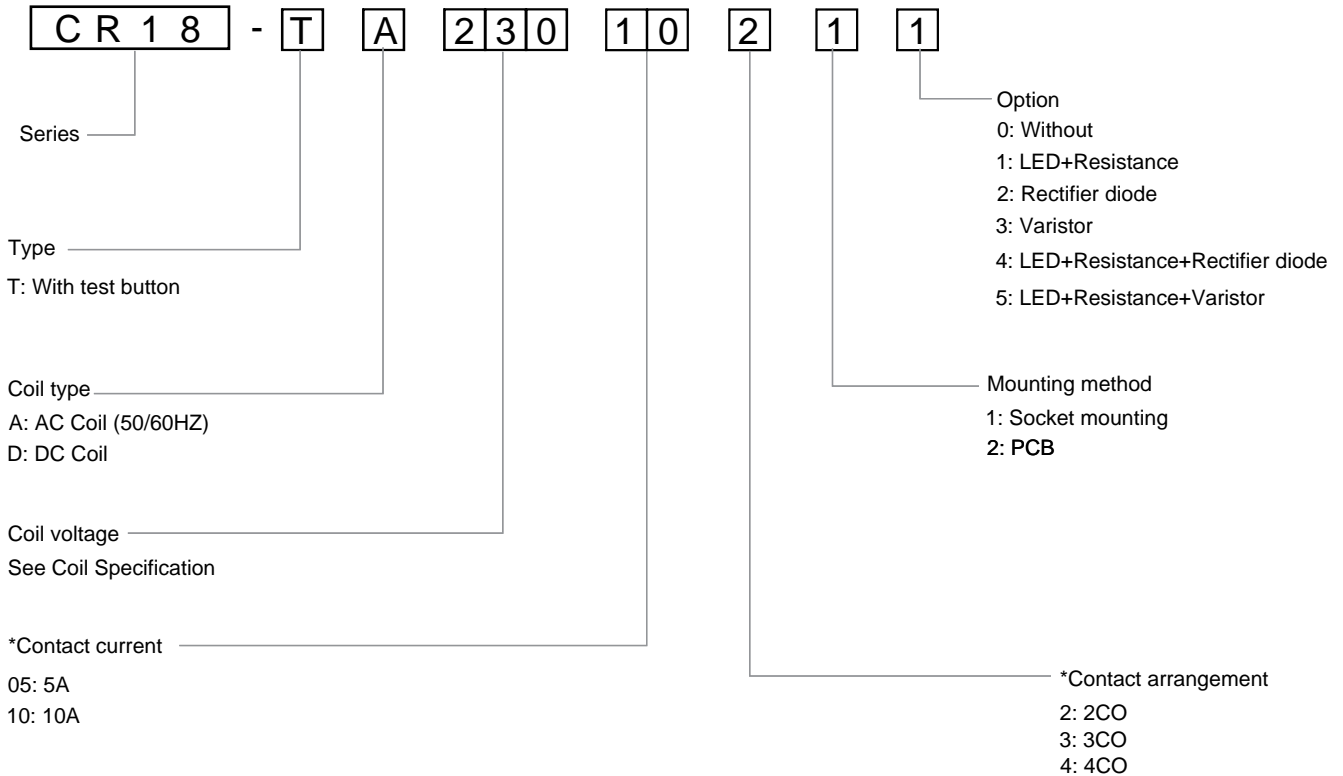 CR18 - T A 230 10 2 1 1
Option
0: Without
1: LED+Resistance
2: Rectifier diode
3: Varistor
4: LED+Resistance+Rectifier diode
5: LED+Resistance+Varistor
Series
Type
T: With test button
Coil type
A: AC Coil (50/60HZ)
D: DC Coil
Mounting method
1: Socket mounting
2: PCB
Coil voltage
See Coil Specification
*Contact current
05: 5A
10: 10A
*Contact arrangement
2: 2CO
3: 3CO
4: 4CO